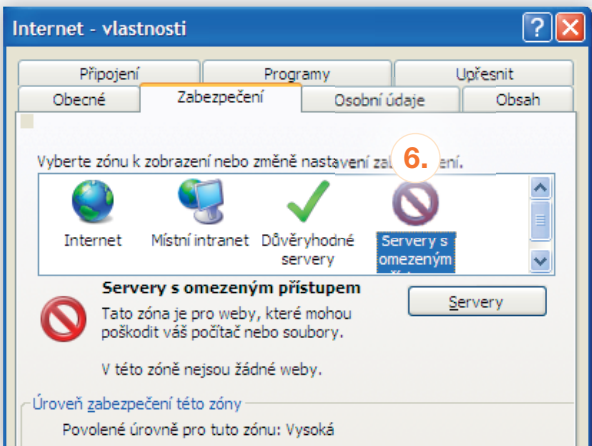 Internet - vlastnosti
Připojení Programy Upřesnit
Obecné Zabezpečení Osobní údaje Obsah
6.
Vyberte zónu k zobrazení nebo změně nastavení
Internet Místní intranet Důvěryhodné servery Servery s omezeným
Servery s omezeným přístupem
Servery
Tato zóna je pro weby, které mohou
poškodit váš počítač nebo soubory.
V této zóně nejsou žádné weby.
Úroveň zabezpečení této zóny
Povolené úrovně pro tuto zónu: Vysoká